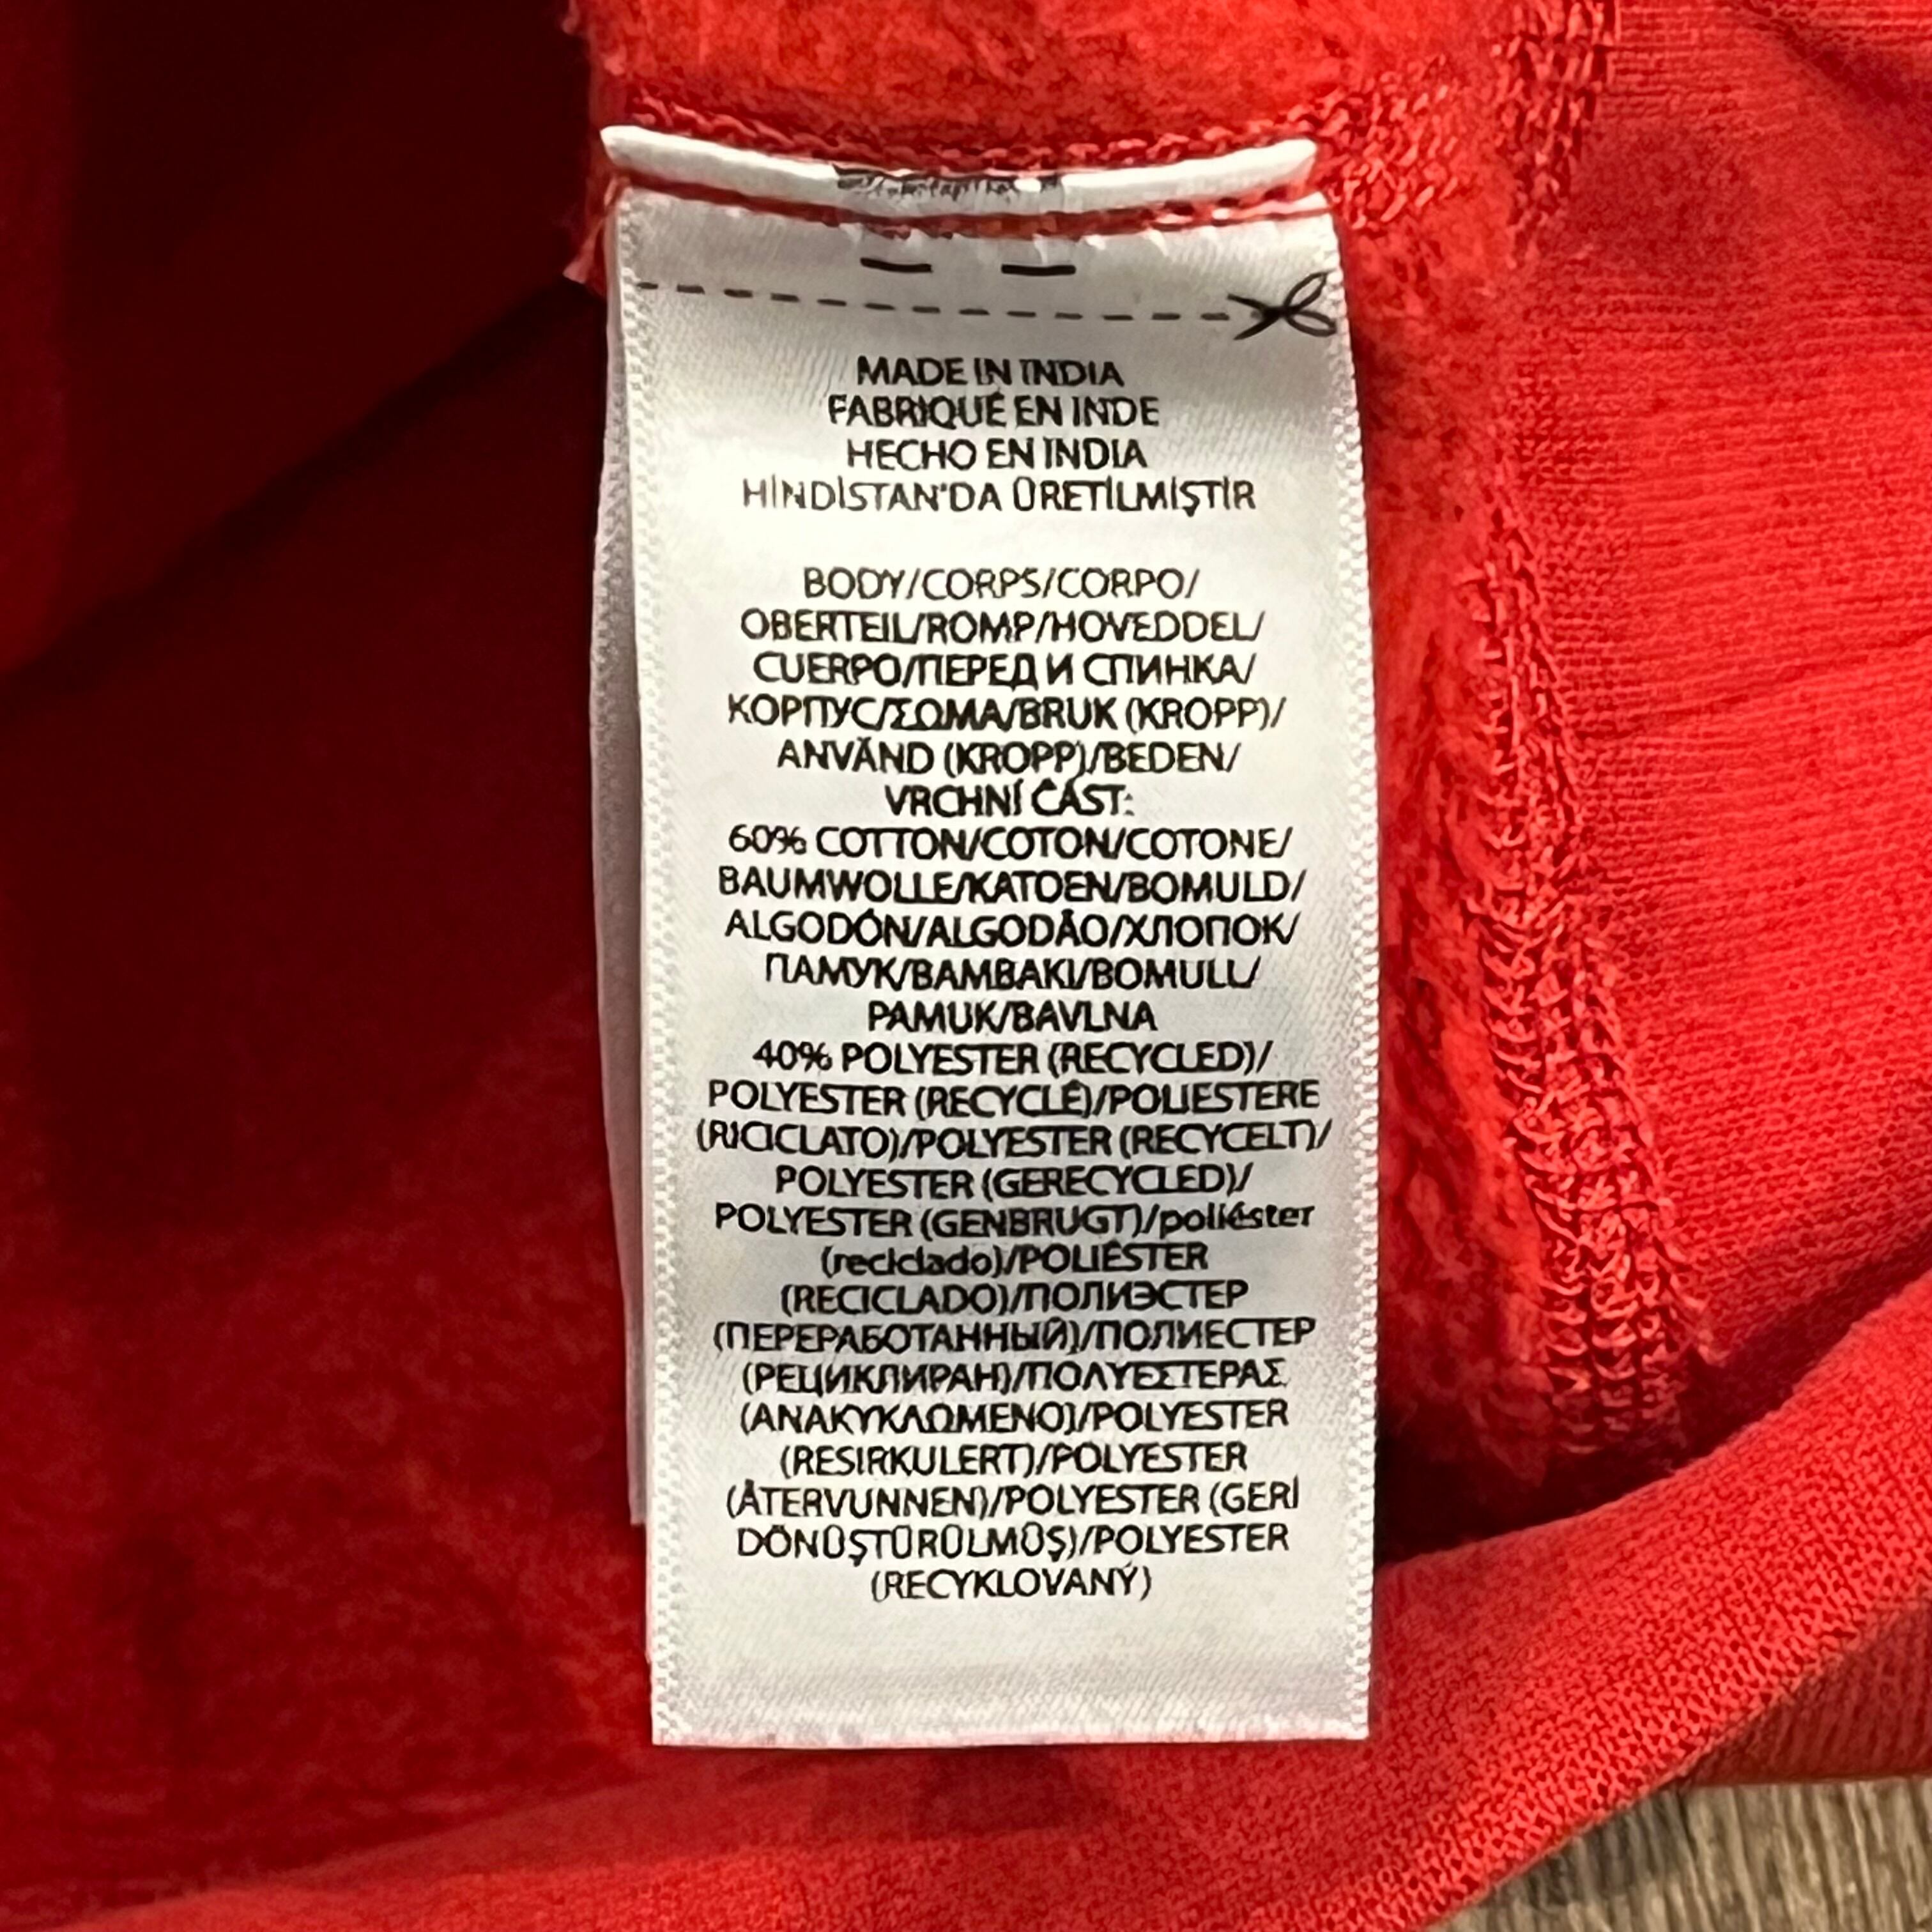 MADE IN INDIA
FABRIQUÉ EN INDE
HECHO EN INDIA
HİNDİSTAN'DA ÜRETİLMİŞTİR
BODY/CORPS/CORPO/
OBERTEIL/ROMP/HOVEDDEL/
CUERPO/ПЕРЕД И СПИНКА/
КОРПУС/ΣΩΜΑ/BRUK (KROPP)/
ANVÄND (KROPP)/BEDEN/
VRCHNÍ ČÁST:
60% COTTON/COTON/COTONE/
BAUMWOLLE/KATOEN/BOMULD/
ALGODÓN/ALGODÃO/ХЛОПОК/
ПАМУК/ΒΑΜΒΑΚΙ/BOMULL/
PAMUK/BAVLNA
40% POLYESTER (RECYCLED)/
POLYESTER (RECYCLÉ)/POLIESTERE
(RICICLATO)/POLYESTER (RECYCELT)/
POLYESTER (GERECYCLED)/
POLYESTER (GENBRUGT)/poliéster
(reciclado)/POLIÉSTER
(RECICLADO)/ПОЛИЭСТЕР
(ПЕРЕРАБОТАННЫЙ)/ПОЛИЕСТЕР
(РЕЦИКЛИРАН)/ΠΟΛΥΕΣΤΕΡΑΣ
(ΑΝΑΚΥΚΛΩΜΕΝΟ)/POLYESTER
(RESIRKULERT)/POLYESTER
(ÅTERVUNNEN)/POLYESTER (GERİ
DÖNÜŞTÜRÜLMÜŞ)/POLYESTER
(RECYKLOVANÝ)